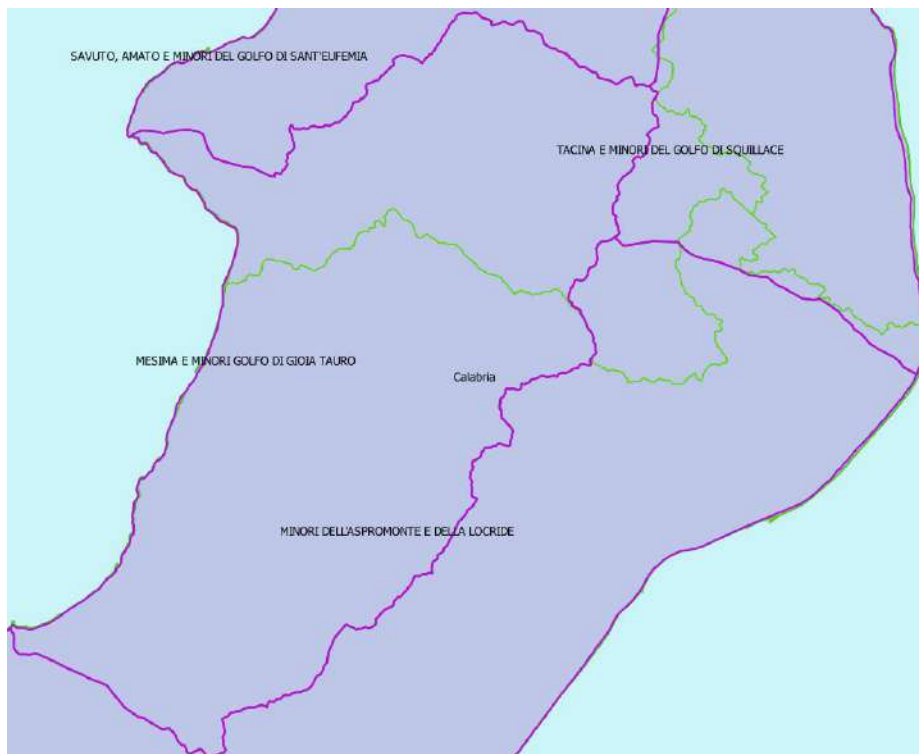 SAVUTO, AMATO E MINORI DEL GOLFO DI SANT'EUFEMIA
TACINA E MINORI DEL GOLFO DI SQUILLACE
MESIMA E MINORI GOLFO DI GIOIA TAURO
Calabria
MINORI DELL'ASPROMONTE E DELLA LOCRIDE